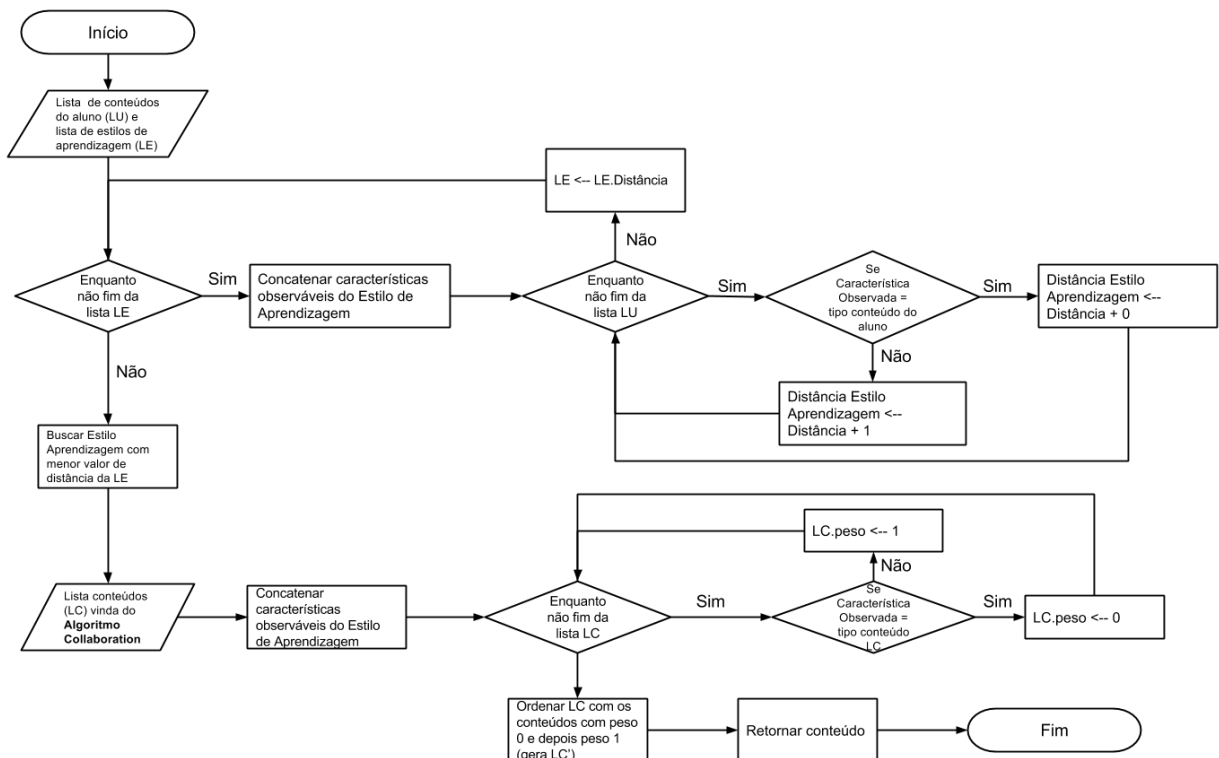 Início
Lista de conteúdos
do aluno (LU) e
lista de estilos de
aprendizagem (LE)
LE <-- LE.Distância
Não
Enquanto
não fim da
lista LE
Sim
Concatenar características
observáveis do Estilo de
Aprendizagem
Enquanto
não fim da
lista LU
Sim
Se
Característica
Observada =
tipo conteúdo do
aluno
Sim
Distância Estilo
Aprendizagem <--
Distância + 0
Não
Distância Estilo
Aprendizagem <--
Distância + 1
Não
Buscar Estilo
Aprendizagem com
menor valor de
distância da LE
Lista conteúdos
(LC) vinda do
Algoritmo
Collaboration
Concatenar
características
observáveis do Estilo
de Aprendizagem
Enquanto
não fim da
lista LC
Sim
LC.peso <-- 1
Não
Se
Característica
Observada =
tipo conteúdo
LC
Sim
LC.peso <-- 0
Ordenar LC com os
conteúdos com peso
0 e depois peso 1
(gera LC')
Retornar conteúdo
Fim